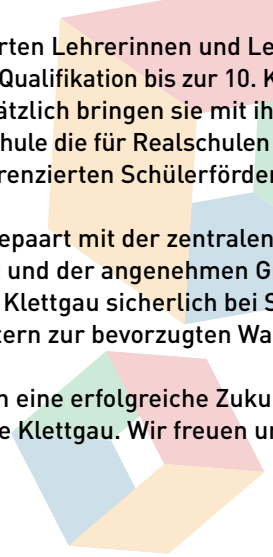 rten Lehrerinnen und Le
Qualifikation bis zur 10. K
ätzlich bringen sie mit ih
hule die für Realschulen
renzierten Schülerförder
epaart mit der zentralen
und der angenehmen G
Klettgau sicherlich bei S
tern zur bevorzugten Wa
n eine erfolgreiche Zuku
e Klettgau. Wir freuen un